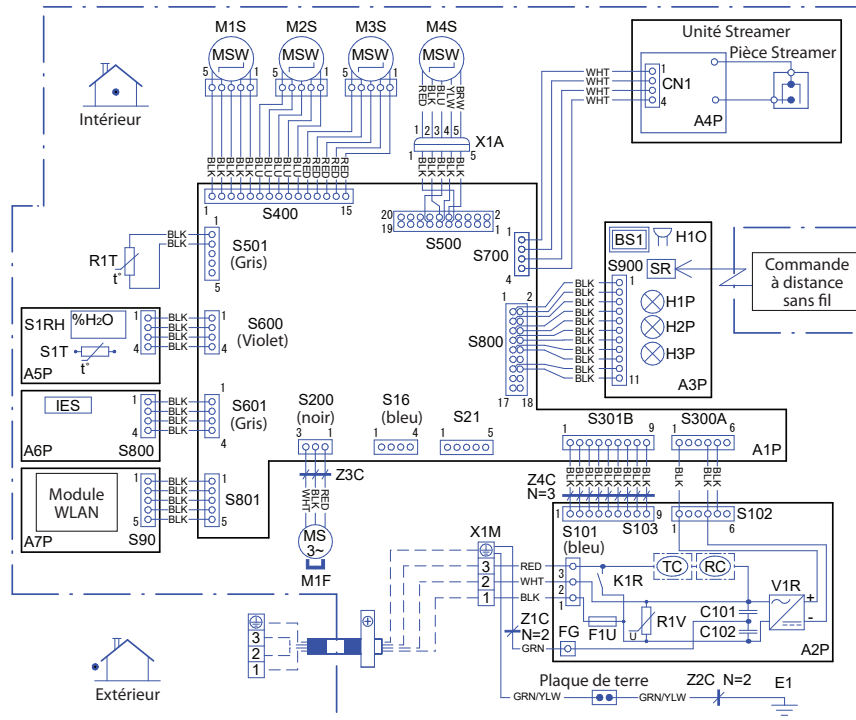 M1S M2S M3S M4S
MSW MSW MSW MSW
5 1 5 1 5 1
RED BLK BLU YLW BRW
1 2 3 4 5
X1A
1 5
BLK BLK BLK BLK BLK BLU BLU BLU BLU BLU RED RED RED RED RED
BLK BLK BLK BLK BLK
1 S400 15
20 2
19 1
S500
Intérieur
Unité Streamer
Pièce Streamer
WHT
WHT
WHT
WHT
1
CN1
4
A4P
1
S700
4
R1T
t°
BLK
BLK
1
S501
(Gris)
5
BS1 H1O
S900 SR
Commande
à distance
sans fil
1
H1P
H2P
H3P
11
A3P
1 2
S800
17 18
BLK
BLK
BLK
BLK
BLK
BLK
BLK
BLK
BLK
BLK
BLK
S1RH %H2O
S1T
t°
A5P
1
4
BLK
BLK
BLK
BLK
1
4
S600
(Violet)
IES
A6P
S800
1
4
BLK
BLK
BLK
BLK
1
4
S601
(Gris)
Module
WLAN
A7P
S90
1
5
BLK
BLK
BLK
BLK
BLK
1
5
S801
S200
(noir)
3 1
Z3C
WHT BLK RED
MS
3~
M1F
S16
(bleu)
1 4
S21
1 5
S301B
1 9
S300A
1 6
A1P
Z4C
N=3
BLK BLK BLK BLK BLK BLK BLK BLK BLK
BLK BLK BLK
1 9
S103
S102
1 6
S101
(bleu)
3
2
1
X1M
3
2
1
RED
WHT
BLK
K1R
TC RC
V1R
+
-
C101
C102
R1V
U
F1U
FG
A2P
Z1C
N=2
GRN
3
2
1
Extérieur
GRN/YLW
Plaque de terre
GRN/YLW
Z2C N=2
E1